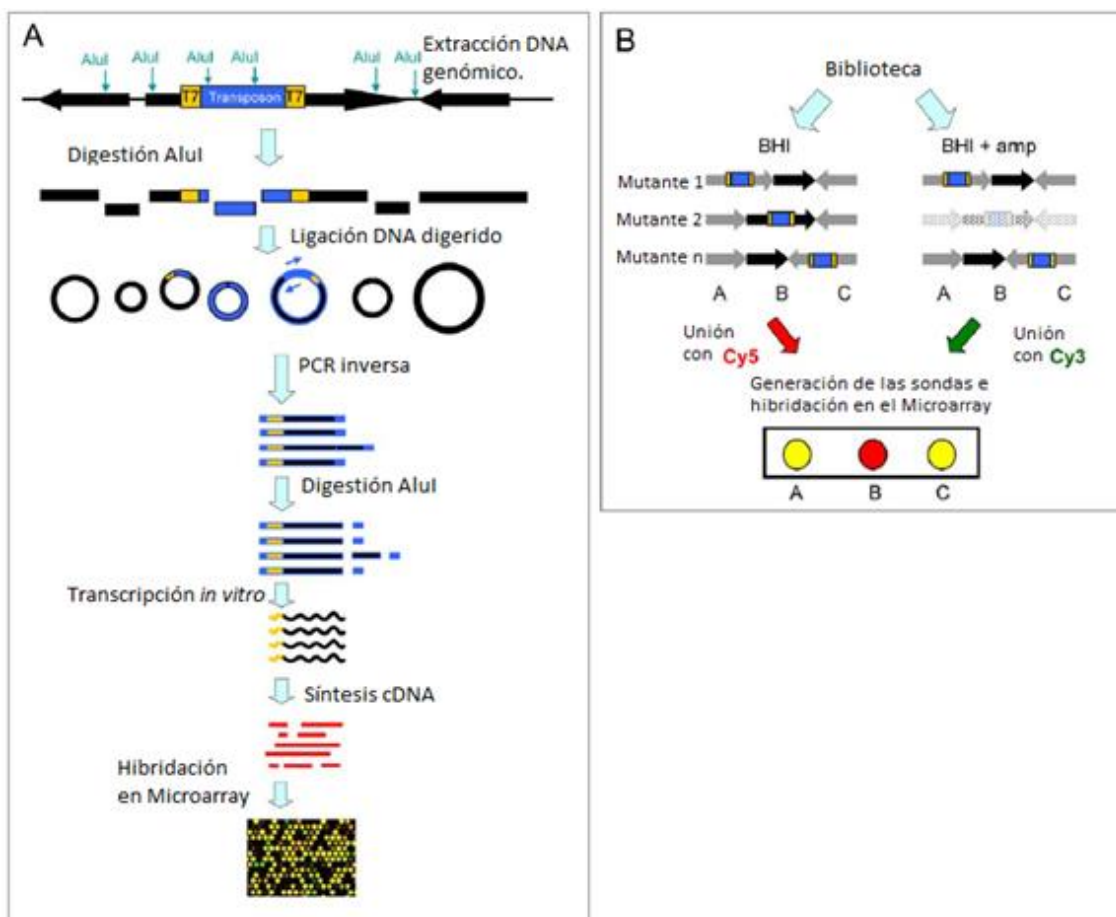 A
AluI AluI AluI AluI AluI AluI
Extracción DNA
genómico.
T7 Transposon T7
Digestión AluI
Ligación DNA digerido
PCR inversa
Digestión AluI
Transcripción in vitro
Síntesis cDNA
Hibridación
en Microarray
B
Biblioteca
BHI BHI + amp
Mutante 1
Mutante 2
Mutante n
A B C A B C
Unión
con Cy5
Unión
con Cy3
Generación de las sondas e
hibridación en el Microarray
A B C